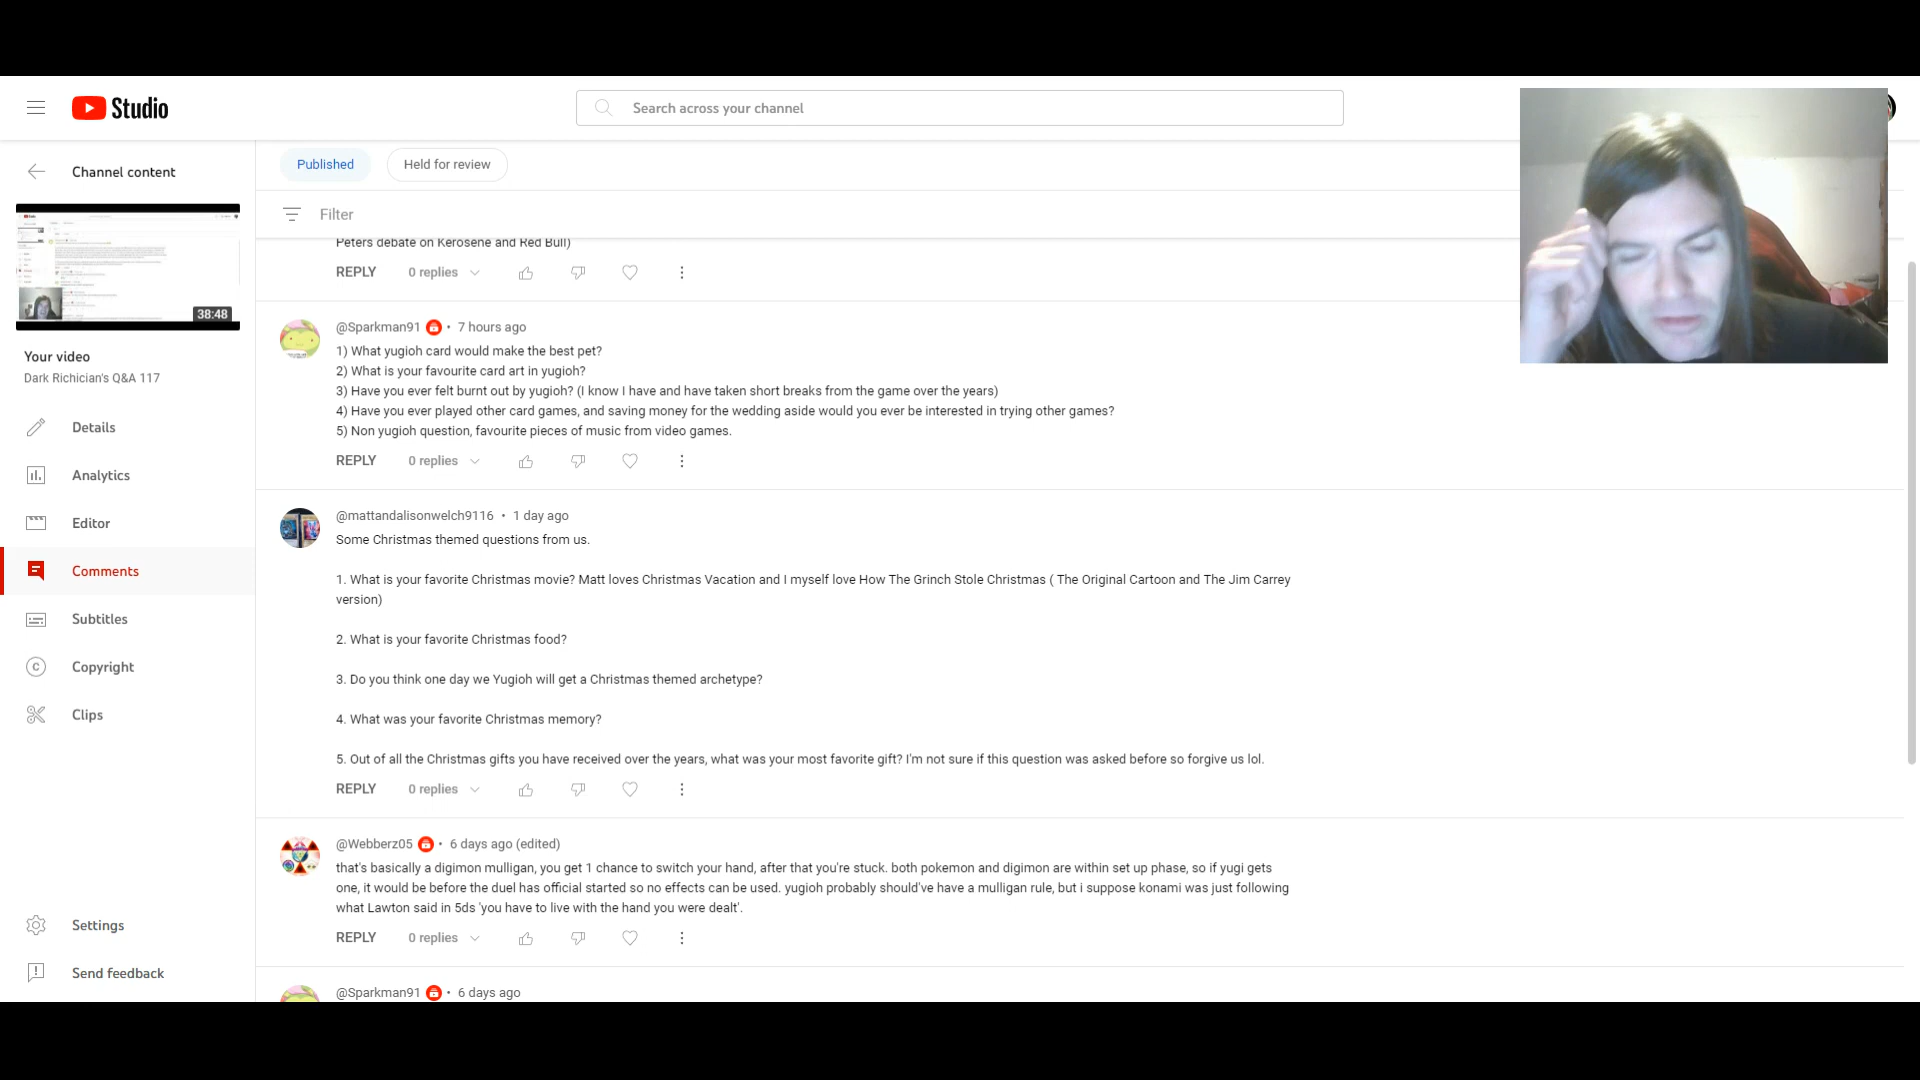 Studio
Search across your channel
Channel content
Published
Held for review
Filter
38:48
Your video
Dark Richician's Q&A 117
Details
Analytics
Editor
Comments
Subtitles
Copyright
Clips
Settings
Send feedback
Peters debate on Kerosene and Red Bull)
REPLY 0 replies
@Sparkman91 • 7 hours ago
1) What yugioh card would make the best pet?
2) What is your favourite card art in yugioh?
3) Have you ever felt burnt out by yugioh? (I know I have and have taken short breaks from the game over the years)
4) Have you ever played other card games, and saving money for the wedding aside would you ever be interested in trying other games?
5) Non yugioh question, favourite pieces of music from video games.
REPLY 0 replies
@mattandalisonwelch9116 • 1 day ago
Some Christmas themed questions from us.
1. What is your favorite Christmas movie? Matt loves Christmas Vacation and I myself love How The Grinch Stole Christmas ( The Original Cartoon and The Jim Carrey
version)
2. What is your favorite Christmas food?
3. Do you think one day we Yugioh will get a Christmas themed archetype?
4. What was your favorite Christmas memory?
5. Out of all the Christmas gifts you have received over the years, what was your most favorite gift? I'm not sure if this question was asked before so forgive us lol.
REPLY 0 replies
@Webberz05 • 6 days ago (edited)
that's basically a digimon mulligan, you get 1 chance to switch your hand, after that you're stuck. both pokemon and digimon are within set up phase, so if yugi gets
one, it would be before the duel has official started so no effects can be used. yugioh probably should've have a mulligan rule, but i suppose konami was just following
what Lawton said in 5ds 'you have to live with the hand you were dealt'.
REPLY 0 replies
@Sparkman91 • 6 days ago